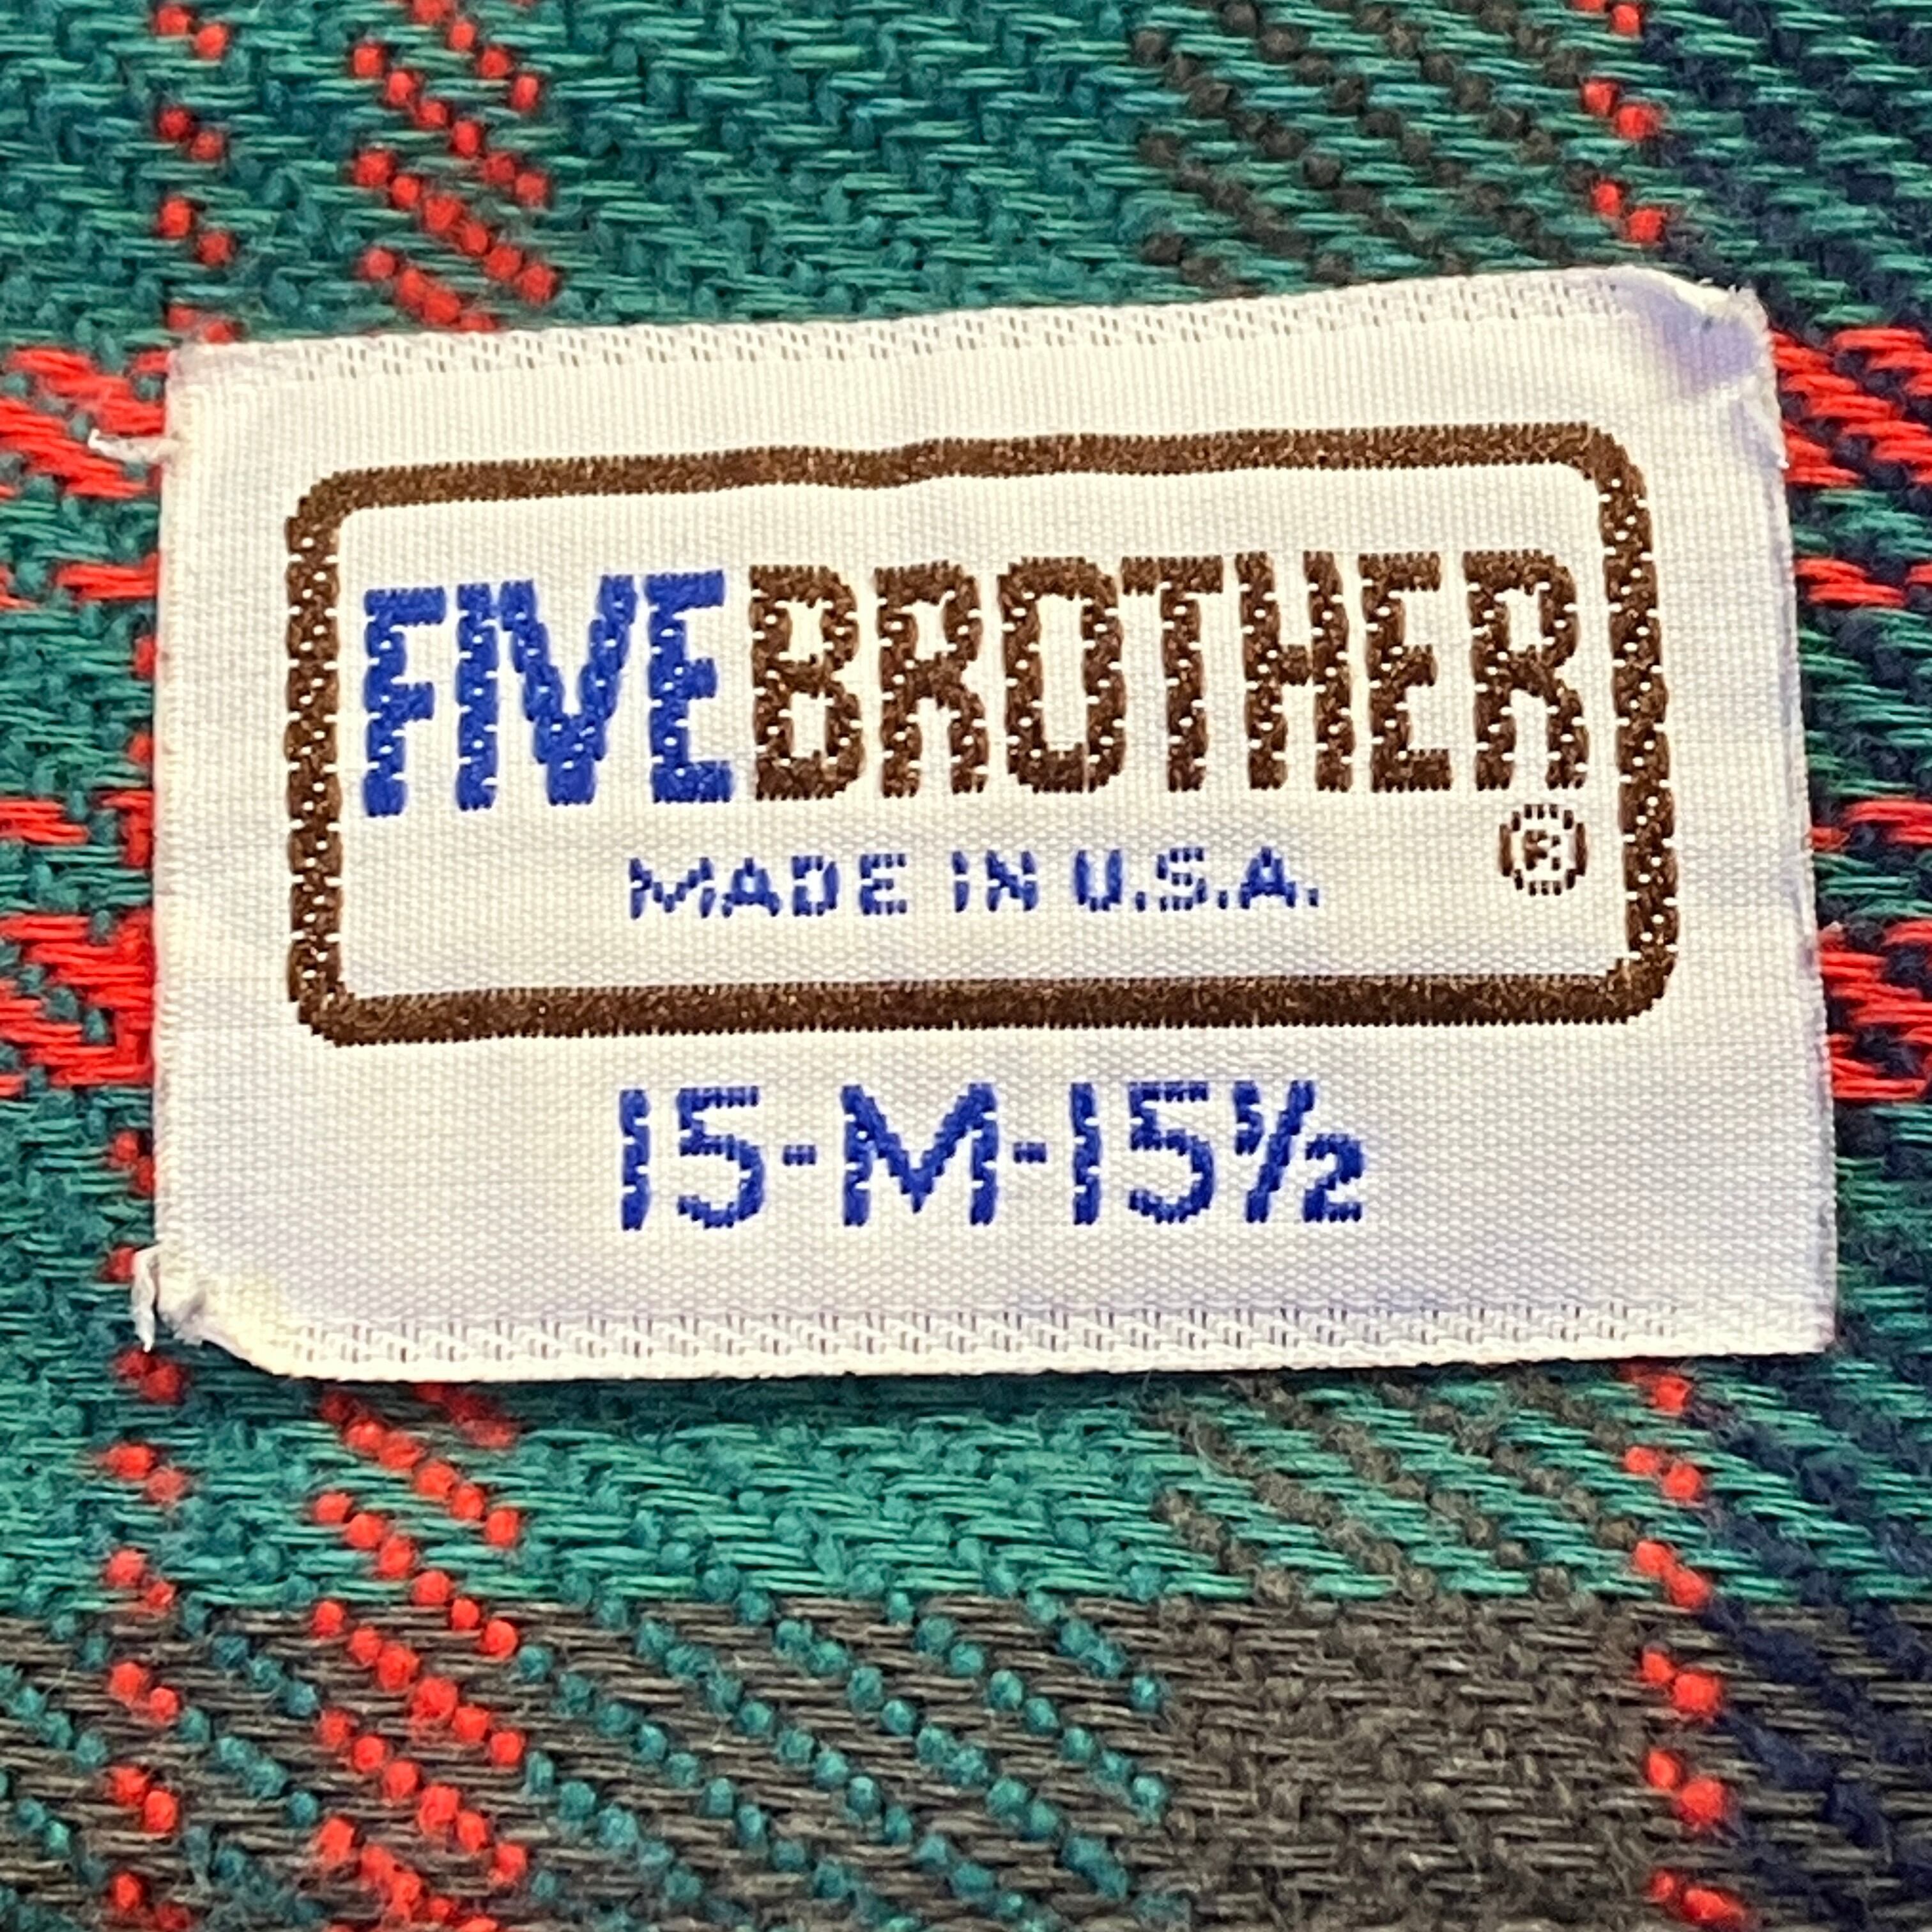 FIVEBROTHER
MADE IN U.S.A. ®
15-M-15½